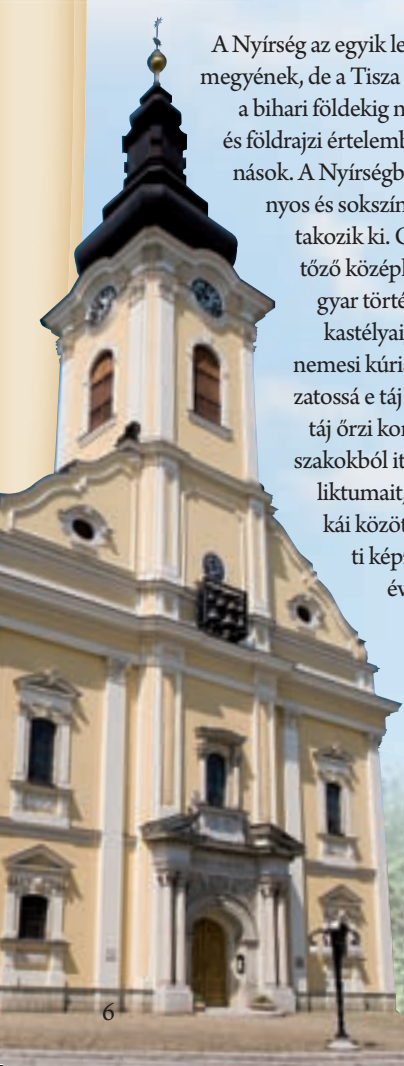 A Nyírség az egyik le
megyének, de a Tisza
a bihari földekig n
és földrajzi értelemb
nások. A Nyírségb
nyos és sokszín
takozik ki. C
tőző középk
gyar törté
kastélyai
nemesi kúria
zatossá e táj
táj őrzi kor
szakokból it
liktumait,
kái közöt
ti képz
év
6